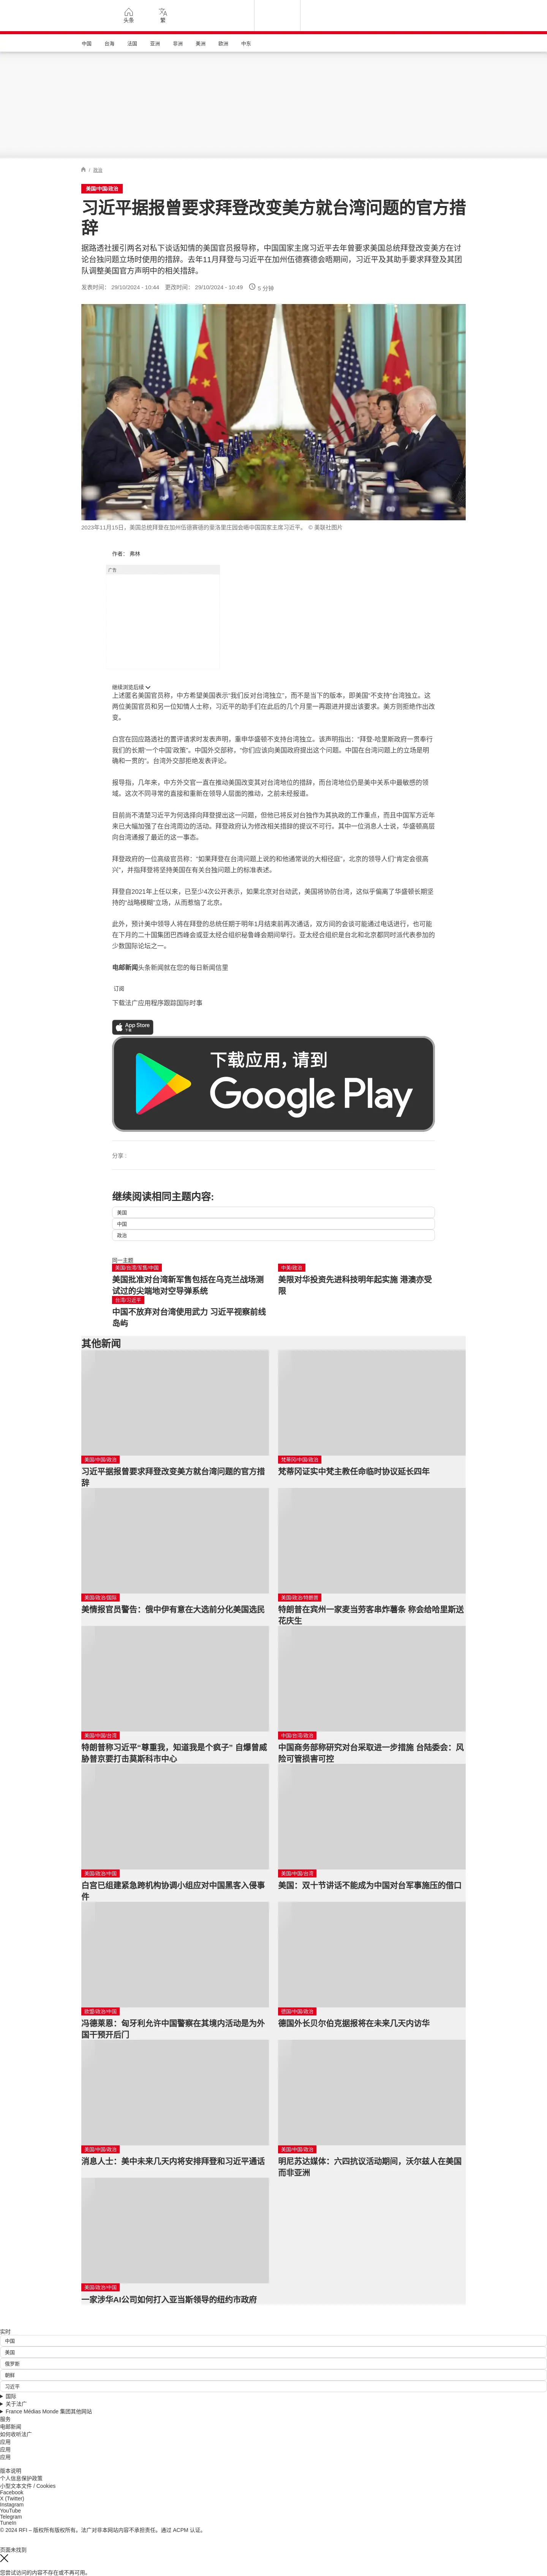 头条
繁
中国
台海
法国
亚洲
非洲
美洲
欧洲
中东
/ 政治
美国/中国/政治
习近平据报曾要求拜登改变美方就台湾问题的官方措
辞
据路透社援引两名对私下谈话知情的美国官员报导称，中国国家主席习近平去年曾要求美国总统拜登改变美方在讨
论台独问题立场时使用的措辞。去年11月拜登与习近平在加州伍德赛德会晤期间，习近平及其助手要求拜登及其团
队调整美国官方声明中的相关措辞。
发表时间： 29/10/2024 - 10:44 更改时间： 29/10/2024 - 10:49 5 分钟
2023年11月15日，美国总统拜登在加州伍德赛德的斐洛里庄园会晤中国国家主席习近平。 © 美联社图片
作者： 弗林
广告
继续浏览后续
上述匿名美国官员称，中方希望美国表示“我们反对台湾独立”，而不是当下的版本，即美国“不支持”台湾独立。这
两位美国官员和另一位知情人士称，习近平的助手们在此后的几个月里一再跟进并提出该要求。美方则拒绝作出改
变。
白宫在回应路透社的置评请求时发表声明，重申华盛顿不支持台湾独立。该声明指出：“拜登-哈里斯政府一贯奉行
我们的长期‘一个中国’政策”。中国外交部称，“你们应该向美国政府提出这个问题。中国在台湾问题上的立场是明
确和一贯的”。台湾外交部拒绝发表评论。
报导指，几年来，中方外交官一直在推动美国改变其对台湾地位的措辞，而台湾地位仍是美中关系中最敏感的领
域。这次不同寻常的直接和重新在领导人层面的推动，之前未经报道。
目前尚不清楚习近平为何选择向拜登提出这一问题，但他已将反对台独作为其执政的工作重点，而且中国军方近年
来已大幅加强了在台湾周边的活动。拜登政府认为修改相关措辞的提议不可行。其中一位消息人士说，华盛顿高层
向台湾通报了最近的这一事态。
拜登政府的一位高级官员称：“如果拜登在台湾问题上说的和他通常说的大相径庭”，北京的领导人们“肯定会很高
兴”，并指拜登将坚持美国在有关台独问题上的标准表述。
拜登自2021年上任以来，已至少4次公开表示，如果北京对台动武，美国将协防台湾，这似乎偏离了华盛顿长期坚
持的“战略模糊”立场，从而惹恼了北京。
此外，预计美中领导人将在拜登的总统任期于明年1月结束前再次通话，双方间的会谈可能通过电话进行，也可能
在下月的二十国集团巴西峰会或亚太经合组织秘鲁峰会期间举行。亚太经合组织是台北和北京都同时派代表参加的
少数国际论坛之一。
电邮新闻头条新闻就在您的每日新闻信里
订阅
下载法广应用程序跟踪国际时事
App Store
下载
下载应用，请到
Google Play
分享 :
继续阅读相同主题内容:
美国
中国
政治
同一主题
美国/台湾/军售/中国
美国批准对台湾新军售包括在乌克兰战场测
试过的尖端地对空导弹系统
中美/政治
美限对华投资先进科技明年起实施 港澳亦受
限
台湾/习近平
中国不放弃对台湾使用武力 习近平视察前线
岛屿
其他新闻
美国/中国/政治
习近平据报曾要求拜登改变美方就台湾问题的官方措
辞
梵蒂冈/中国/政治
梵蒂冈证实中梵主教任命临时协议延长四年
美国/政治/国际
美情报官员警告：俄中伊有意在大选前分化美国选民
美国/政治/特朗普
特朗普在宾州一家麦当劳客串炸薯条 称会给哈里斯送
花庆生
美国/中国/台湾
特朗普称习近平“尊重我，知道我是个疯子” 自爆曾威
胁普京要打击莫斯科市中心
中国/台湾/政治
中国商务部称研究对台采取进一步措施 台陆委会：风
险可管损害可控
美国/政治/中国
白宫已组建紧急跨机构协调小组应对中国黑客入侵事
件
美国/中国/台湾
美国：双十节讲话不能成为中国对台军事施压的借口
欧盟/政治/中国
冯德莱恩：匈牙利允许中国警察在其境内活动是为外
国干预开后门
德国/中国/政治
德国外长贝尔伯克据报将在未来几天内访华
美国/中国/政治
消息人士：美中未来几天内将安排拜登和习近平通话
美国/中国/政治
明尼苏达媒体：六四抗议活动期间，沃尔兹人在美国
而非亚洲
美国/政治/中国
一家涉华AI公司如何打入亚当斯领导的纽约市政府
实时
中国
美国
俄罗斯
朝鲜
习近平
国际
关于法广
France Médias Monde 集团其他网站
服务
电邮新闻
如何收听法广
应用
应用
应用
版本说明
个人信息保护政策
小型文本文件 / Cookies
Facebook
X (Twitter)
Instagram
YouTube
Telegram
TuneIn
© 2024 RFI – 版权所有版权所有。法广对非本网站内容不承担责任。通过 ACPM 认证。
页面未找到
您尝试访问的内容不存在或不再可用。